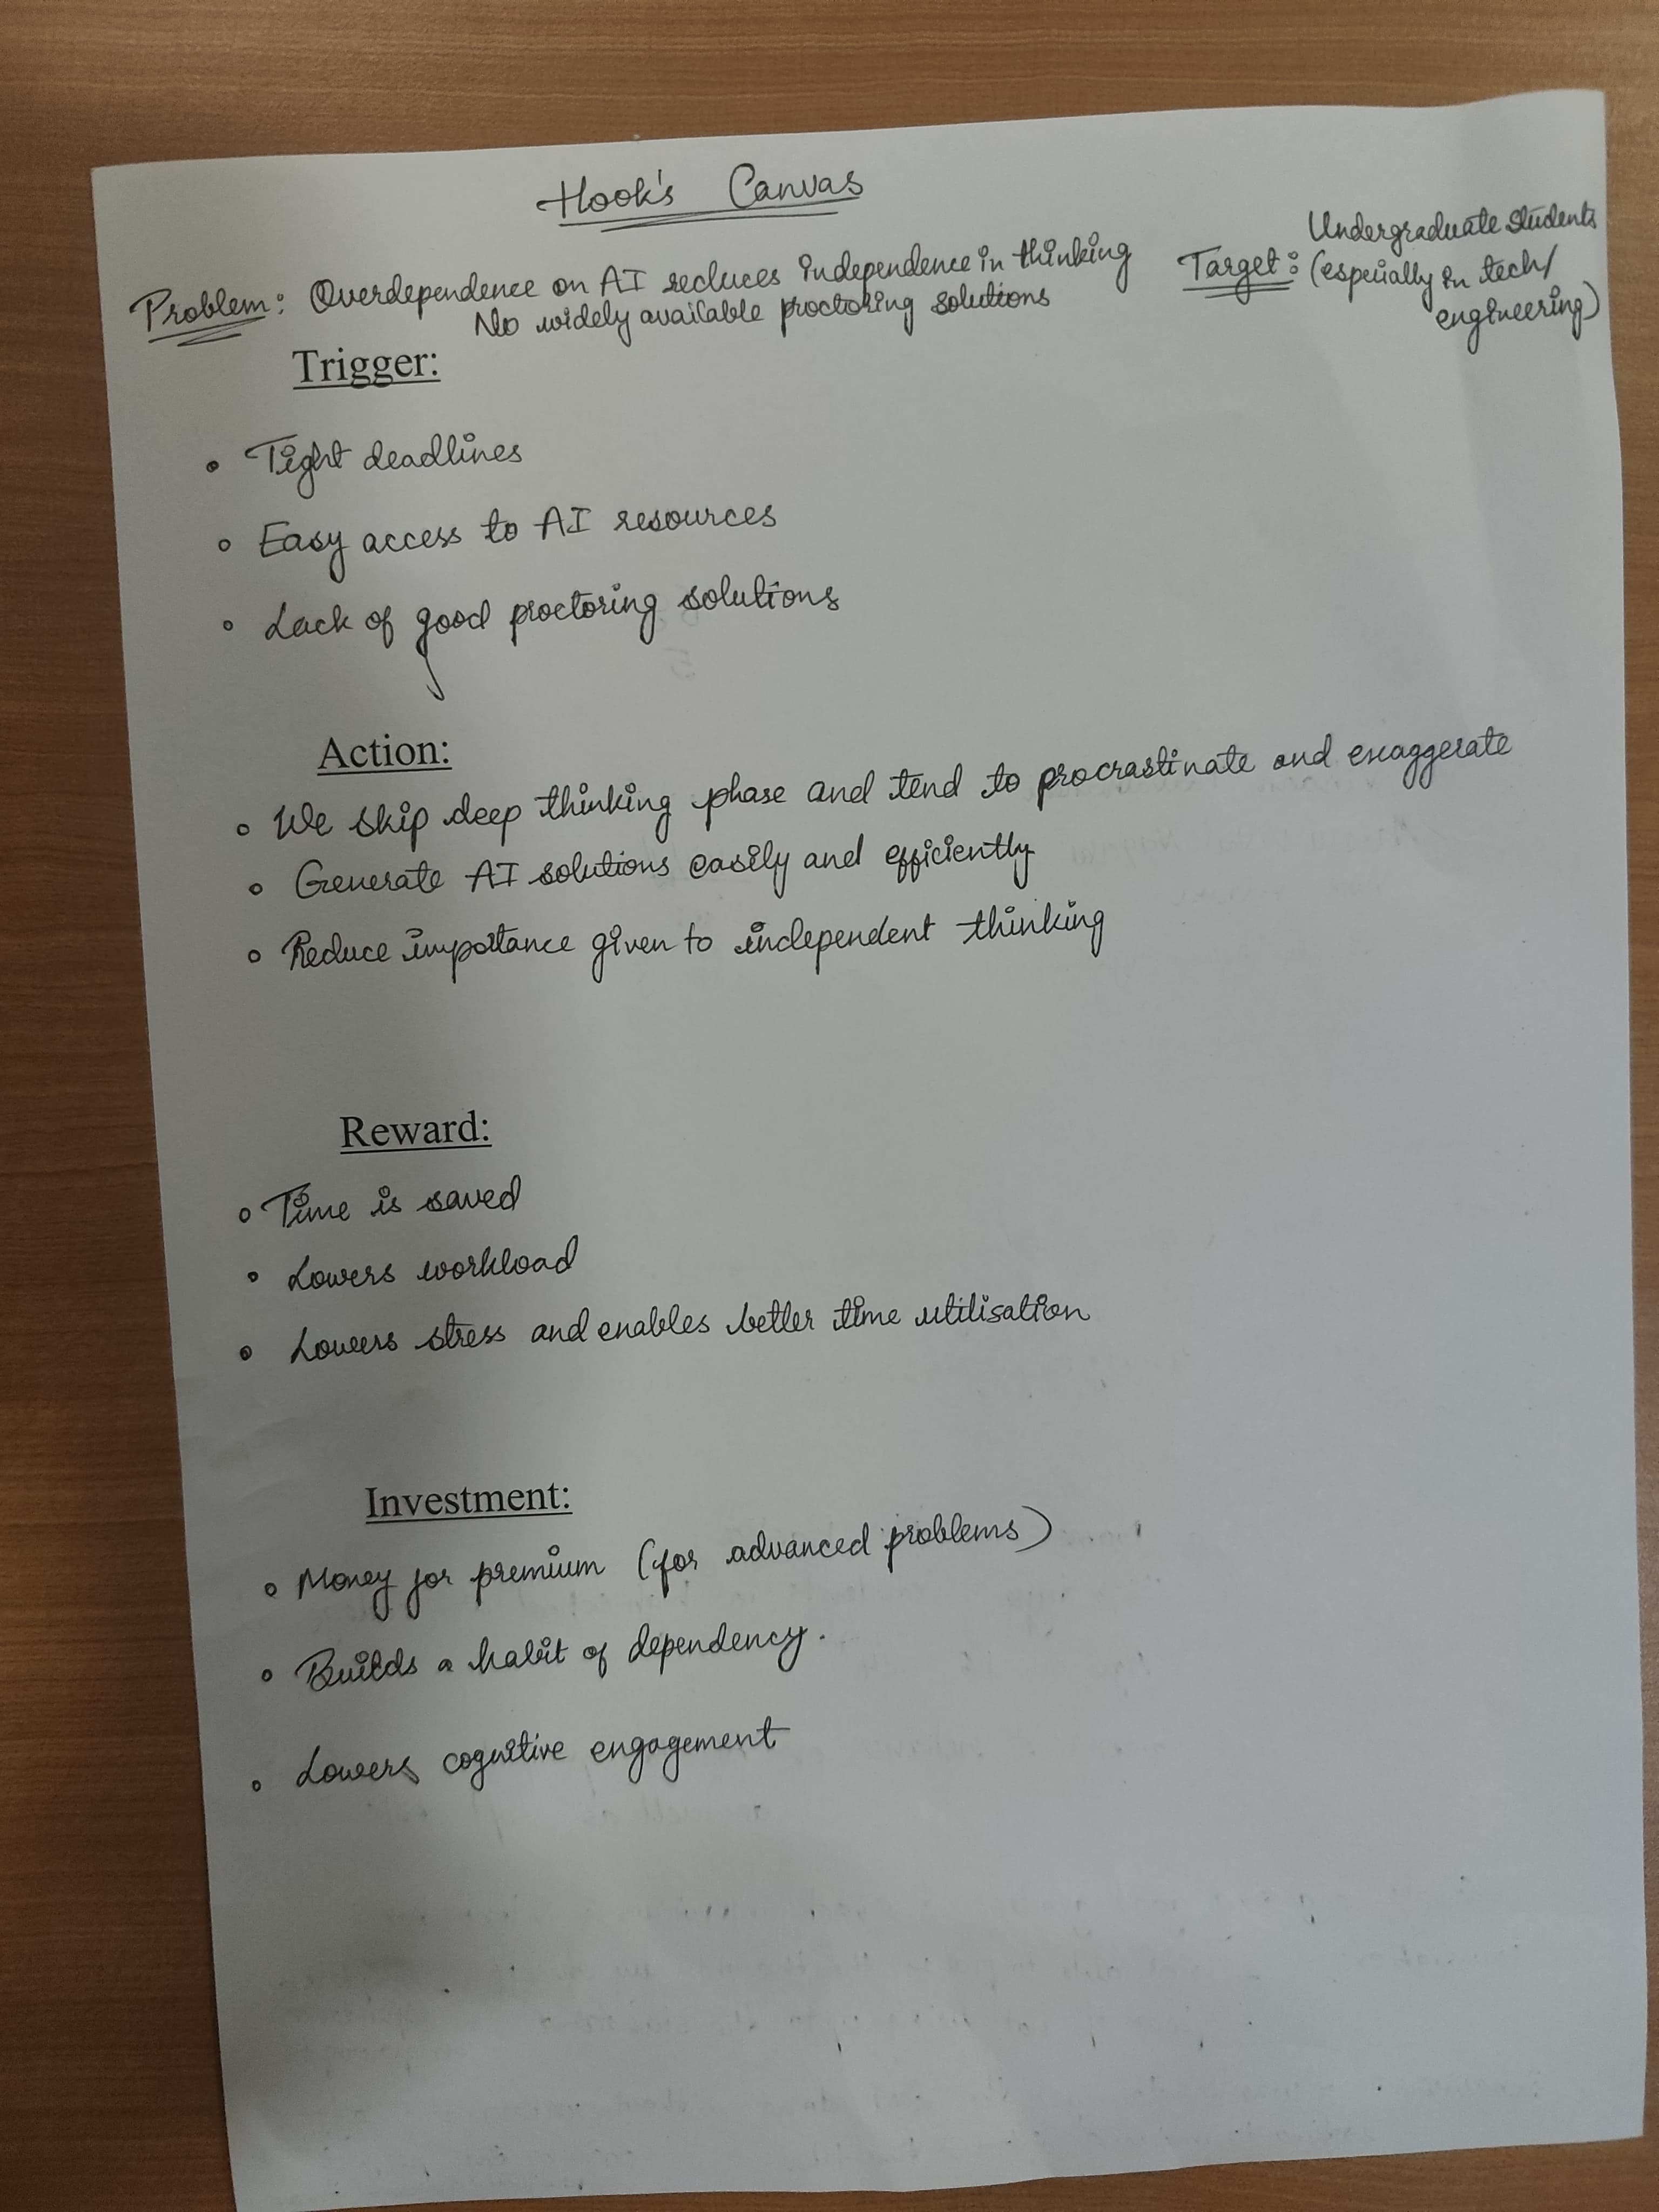 Hook's Canvas
Problem: Overdependence on AI reduces independence in thinking
No widely available proctoring solutions
Target: Undergraduate students
(especially in tech/
engineering)
Trigger:
• Tight deadlines
• Easy access to AI resources
• Lack of good proctoring solutions
Action:
• We skip deep thinking phase and tend to procrastinate and exaggerate
• Generate AI solutions easily and efficiently
• Reduce importance given to independent thinking
Reward:
• Time is saved
• Lowers workload
• Lowers stress and enables better time utilisation
Investment:
• Money for premium (for advanced problems)
• Builds a habit of dependency.
• Lowers cognitive engagement